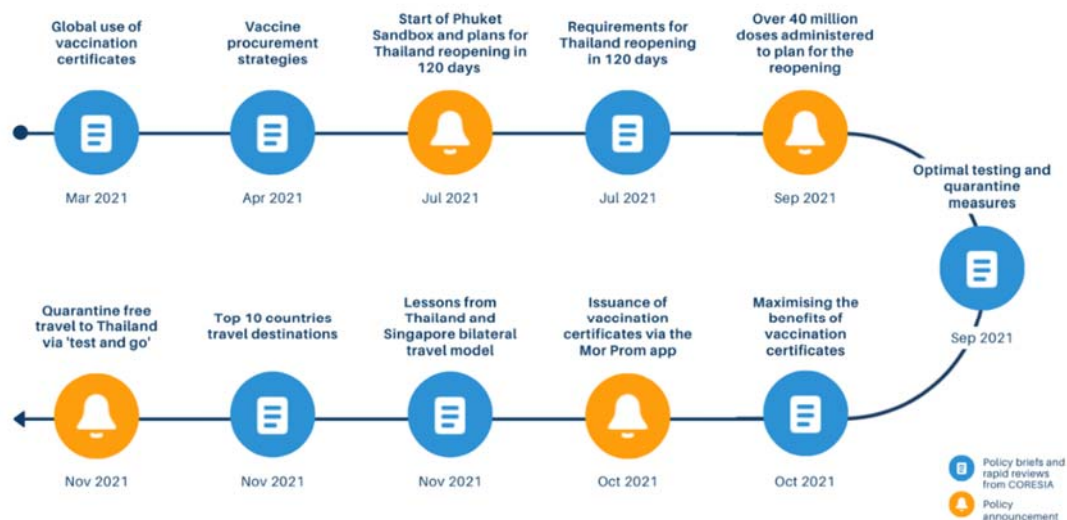 Global use of
vaccination
certificates
Mar 2021
Vaccine
procurement
strategies
Apr 2021
Start of Phuket
Sandbox and plans for
Thailand reopening in
120 days
Jul 2021
Requirements for
Thailand reopening
in 120 days
Jul 2021
Over 40 million
doses administered
to plan for the
reopening
Sep 2021
Optimal testing and
quarantine
measures
Sep 2021
Maximising the
benefits of
vaccination
certificates
Oct 2021
Issuance of
vaccination
certificates via the
Mor Prom app
Oct 2021
Lessons from
Thailand and
Singapore bilateral
travel model
Nov 2021
Top 10 countries
travel destinations
Nov 2021
Quarantine free
travel to Thailand
via 'test and go'
Nov 2021
Policy briefs and
rapid reviews
from CORESIA
Policy
announcement